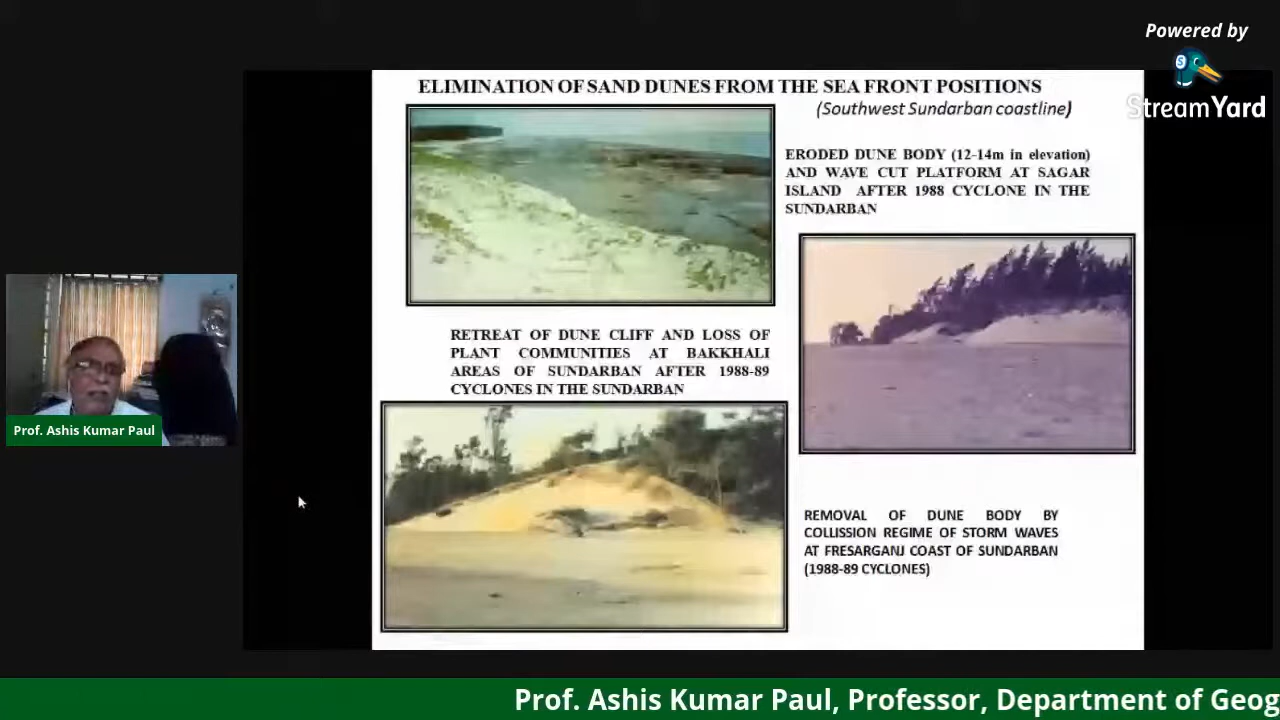 Powered by
StreamYard
ELIMINATION OF SAND DUNES FROM THE SEA FRONT POSITIONS
(Southwest Sundarban coastline)
ERODED DUNE BODY (12-14m in elevation)
AND WAVE CUT PLATFORM AT SAGAR
ISLAND AFTER 1988 CYCLONE IN THE
SUNDARBAN
RETREAT OF DUNE CLIFF AND LOSS OF
PLANT COMMUNITIES AT BAKKHALI
AREAS OF SUNDARBAN AFTER 1988-89
CYCLONES IN THE SUNDARBAN
REMOVAL OF DUNE BODY BY
COLLISSION REGIME OF STORM WAVES
AT FRESARGANJ COAST OF SUNDARBAN
(1988-89 CYCLONES)
Prof. Ashis Kumar Paul
Prof. Ashis Kumar Paul, Professor, Department of Geog